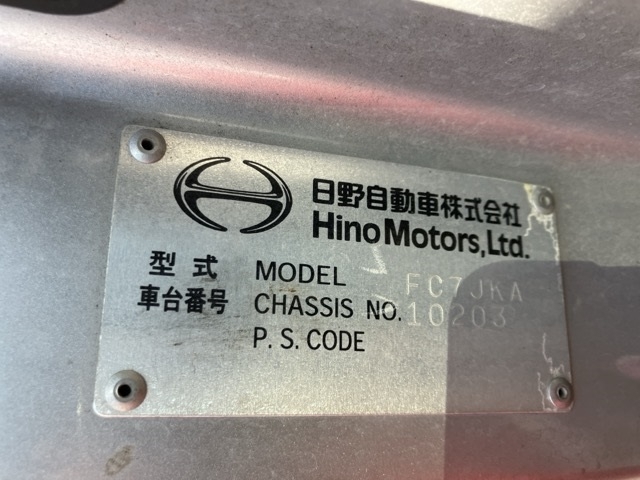 日野自動車株式会社
Hino Motors, Ltd.
型式 MODEL FC7JKA
車台番号 CHASSIS NO. 10203
P. S. CODE